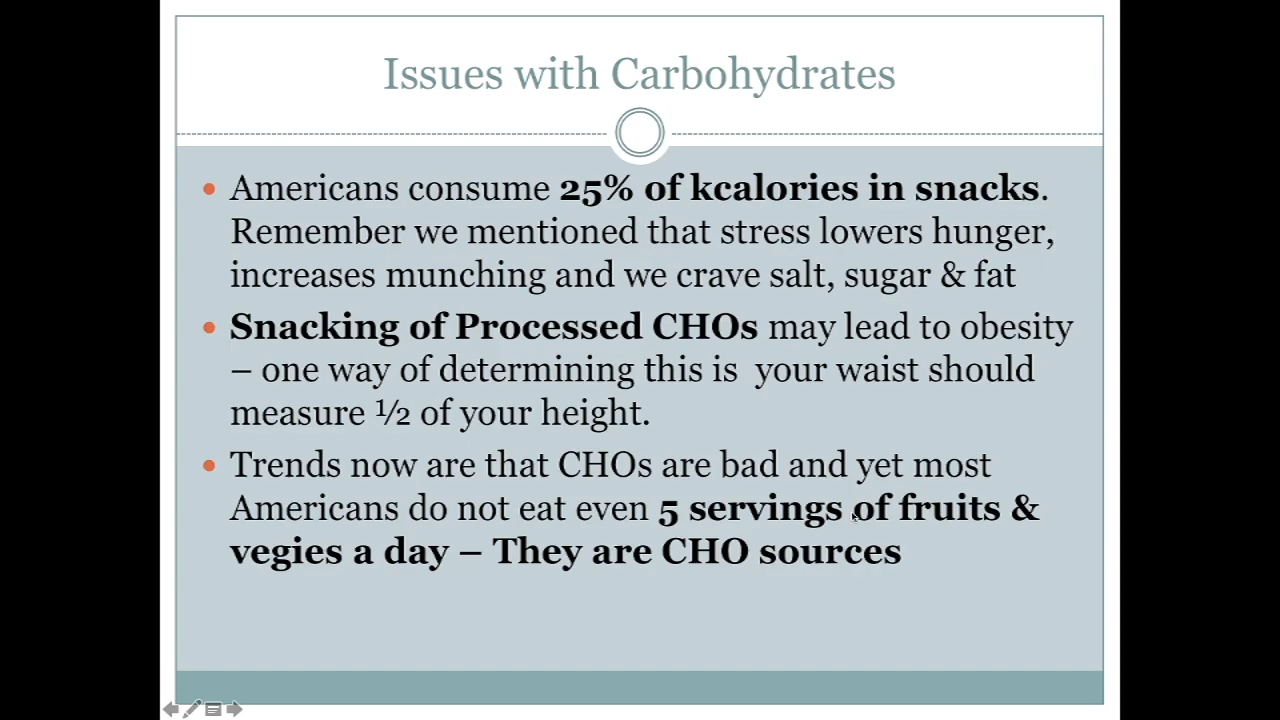 Issues with Carbohydrates
• Americans consume 25% of kcalories in snacks.
Remember we mentioned that stress lowers hunger,
increases munching and we crave salt, sugar & fat
• Snacking of Processed CHOs may lead to obesity
– one way of determining this is  your waist should
measure ½ of your height.
• Trends now are that CHOs are bad and yet most
Americans do not eat even 5 servings of fruits &
vegies a day – They are CHO sources